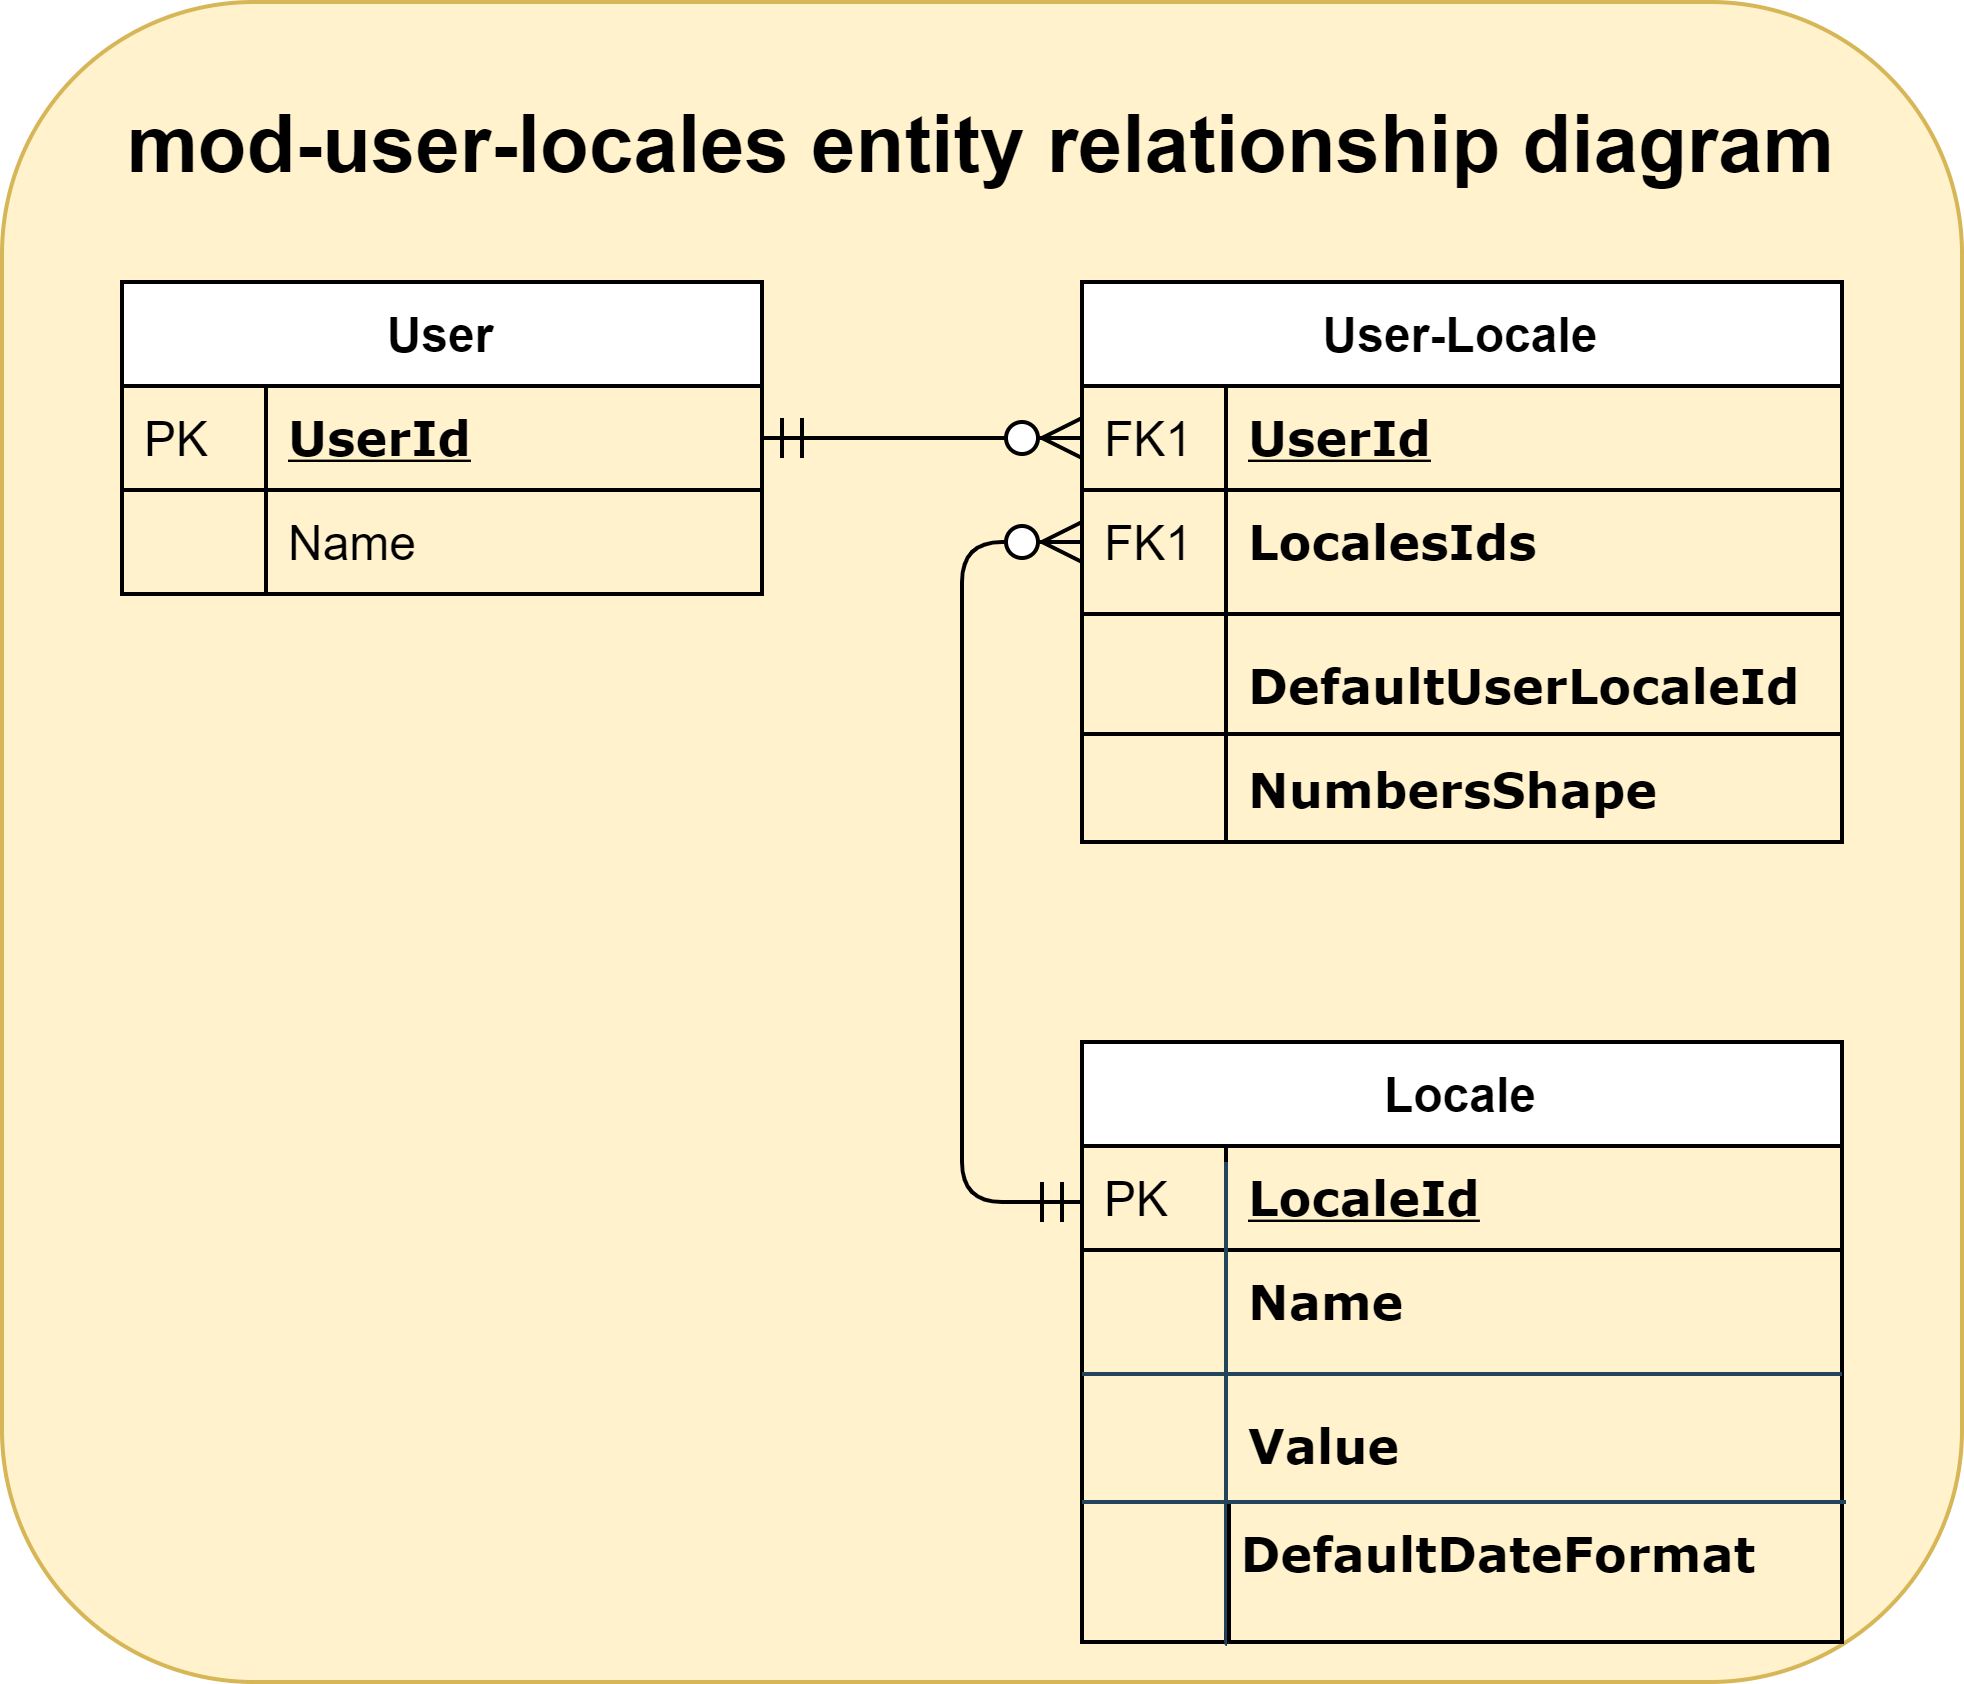 mod-user-locales entity relationship diagram
User
PK UserId
Name
User-Locale
FK1 UserId
FK1 LocalesIds
DefaultUserLocaleId
NumbersShape
Locale
PK LocaleId
Name
Value
DefaultDateFormat